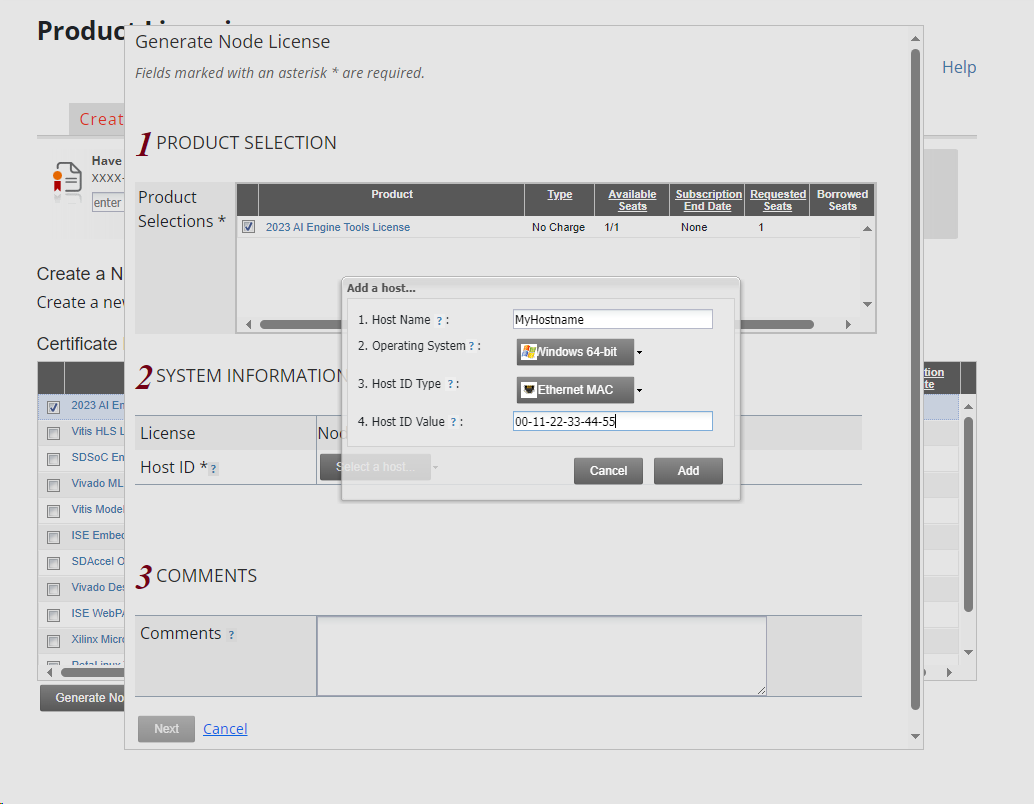 Produc
Generate Node License
Fields marked with an asterisk * are required.
Help
Creat
1 PRODUCT SELECTION
Have
XXXX-
enter
Product
Selections *
Product
Type
Available
Seats
Subscription
End Date
Requested
Seats
Borrowed
Seats
2023 AI Engine Tools License
No Charge
1/1
None
1
Create a N
Create a nev
Add a host...
1. Host Name ? :
MyHostname
2. Operating System ? :
Windows 64-bit
3. Host ID Type ? :
Ethernet MAC
4. Host ID Value ? :
00-11-22-33-44-55
Cancel
Add
Certificate
2 SYSTEM INFORMATION
License
Nod
Host ID * ?
Select a host...
tion
te
2023 AI En
Vitis HLS L
SDSoC En
Vivado ML
Vitis Model
ISE Embed
SDAccel O
Vivado Des
ISE WebPA
Xilinx Micro
PetaLinux
3 COMMENTS
Comments ?
Generate No
Next
Cancel